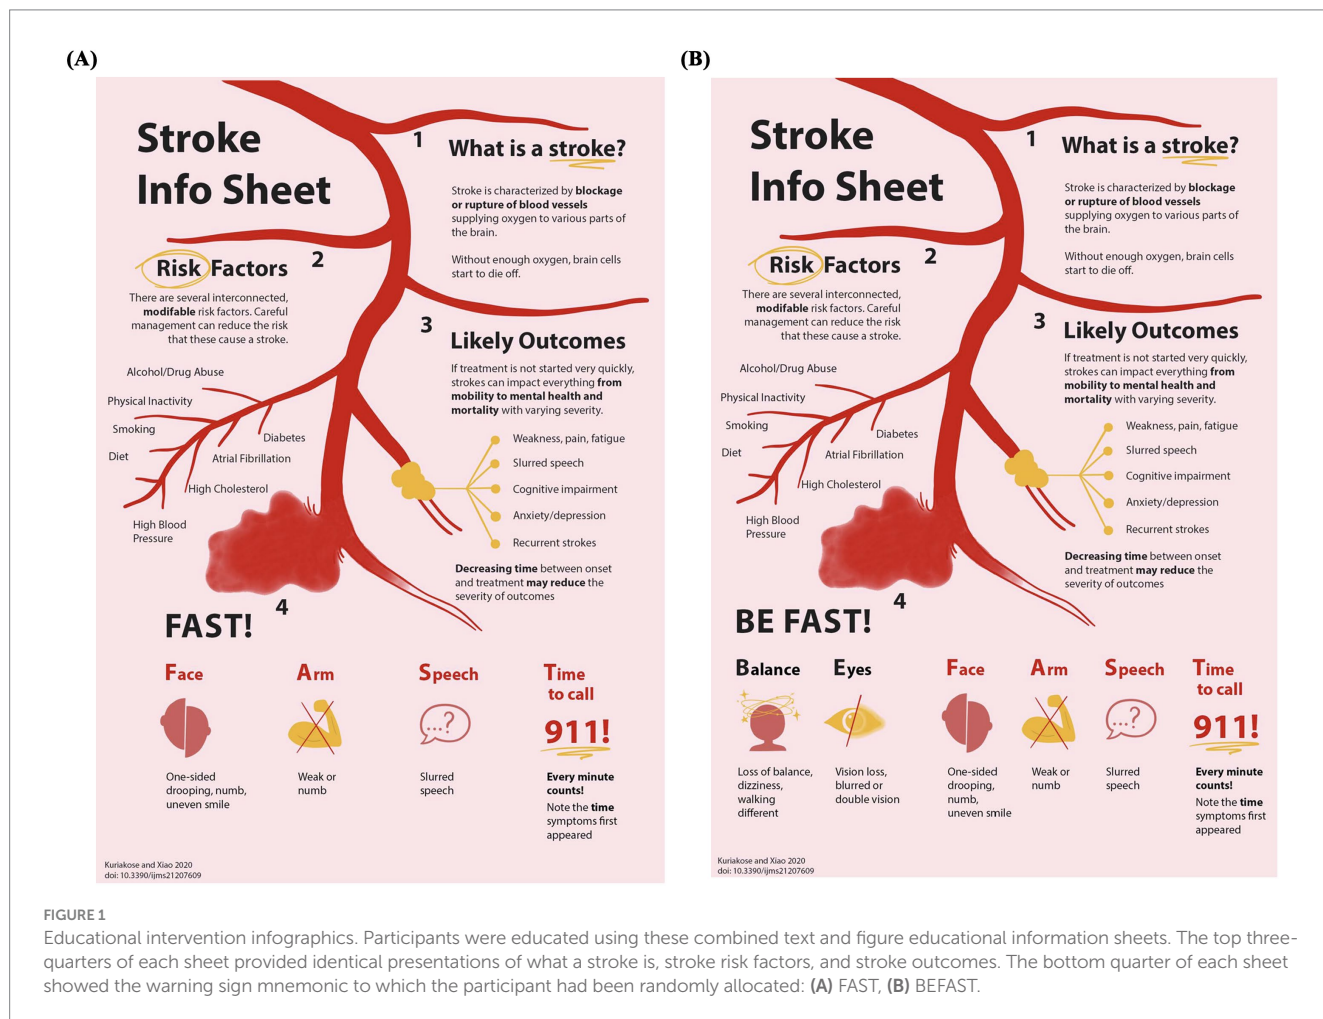 (A)
Stroke
Info Sheet
1
What is a stroke?
Stroke is characterized by blockage
or rupture of blood vessels
supplying oxygen to various parts of
the brain.
Without enough oxygen, brain cells
start to die off.
2
Risk Factors
There are several interconnected,
modifable risk factors. Careful
management can reduce the risk
that these cause a stroke.
Alcohol/Drug Abuse
Physical Inactivity
Smoking
Diet
High Blood
Pressure
Diabetes
Atrial Fibrillation
High Cholesterol
3
Likely Outcomes
If treatment is not started very quickly,
strokes can impact everything from
mobility to mental health and
mortality with varying severity.
Weakness, pain, fatigue
Slurred speech
Cognitive impairment
Anxiety/depression
Recurrent strokes
Decreasing time between onset
and treatment may reduce the
severity of outcomes
4
FAST!
Face
One-sided
drooping, numb,
uneven smile
Arm
Weak or
numb
Speech
...?
Slurred
speech
Time
to call
911!
Every minute
counts!
Note the time
symptoms first
appeared
Kuriakose and Xiao 2020
doi: 10.3390/ijms21207609
(B)
Stroke
Info Sheet
1
What is a stroke?
Stroke is characterized by blockage
or rupture of blood vessels
supplying oxygen to various parts of
the brain.
Without enough oxygen, brain cells
start to die off.
2
Risk Factors
There are several interconnected,
modifable risk factors. Careful
management can reduce the risk
that these cause a stroke.
Alcohol/Drug Abuse
Physical Inactivity
Smoking
Diet
High Blood
Pressure
Diabetes
Atrial Fibrillation
High Cholesterol
3
Likely Outcomes
If treatment is not started very quickly,
strokes can impact everything from
mobility to mental health and
mortality with varying severity.
Weakness, pain, fatigue
Slurred speech
Cognitive impairment
Anxiety/depression
Recurrent strokes
Decreasing time between onset
and treatment may reduce the
severity of outcomes
4
BE FAST!
Balance
Loss of balance,
dizziness,
walking
different
Eyes
Vision loss,
blurred or
double vision
Face
One-sided
drooping,
numb,
uneven smile
Arm
Weak or
numb
Speech
...?
Slurred
speech
Time
to call
911!
Every minute
counts!
Note the time
symptoms first
appeared
Kuriakose and Xiao 2020
doi: 10.3390/ijms21207609
FIGURE 1
Educational intervention infographics. Participants were educated using these combined text and figure educational information sheets. The top three-
quarters of each sheet provided identical presentations of what a stroke is, stroke risk factors, and stroke outcomes. The bottom quarter of each sheet
showed the warning sign mnemonic to which the participant had been randomly allocated: (A) FAST, (B) BEFAST.